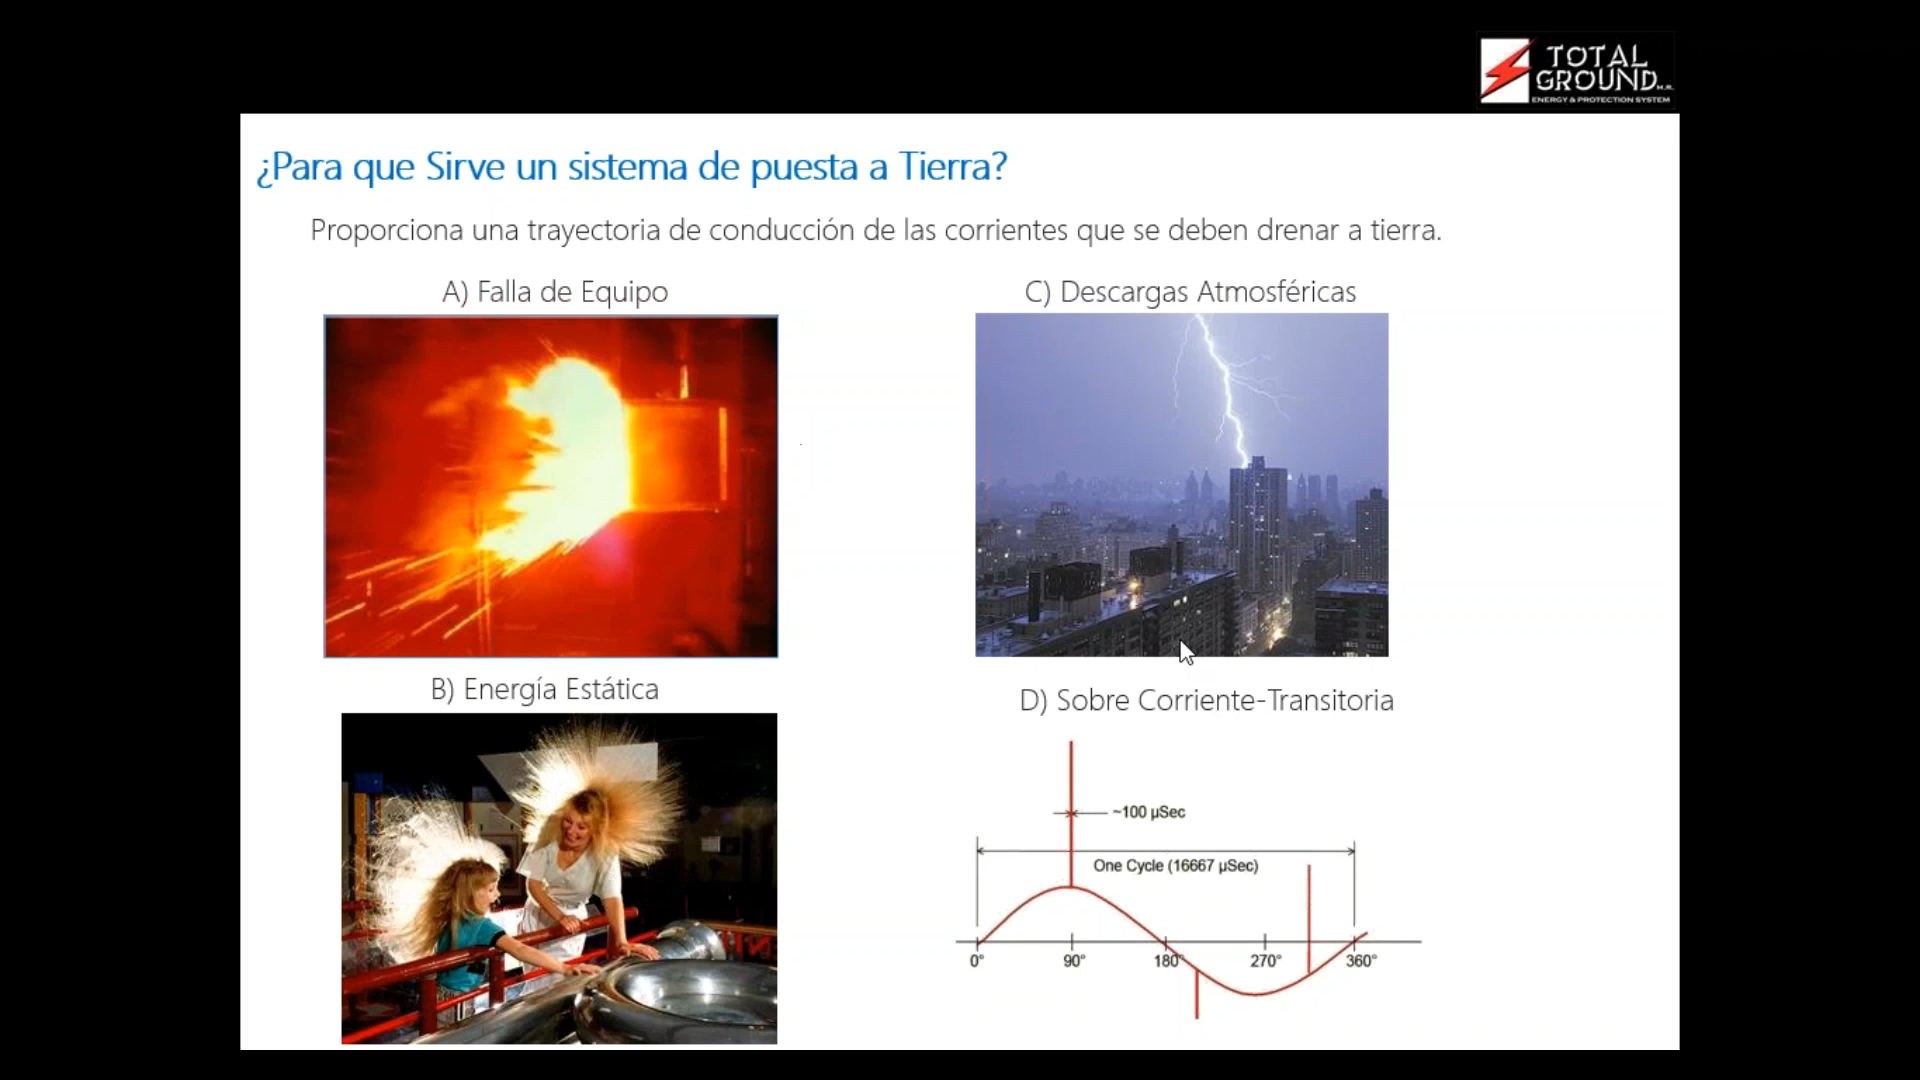 TOTAL
GROUND M.R.
ENERGY & PROTECTION SYSTEM
¿Para que Sirve un sistema de puesta a Tierra?
Proporciona una trayectoria de conducción de las corrientes que se deben drenar a tierra.
A) Falla de Equipo
C) Descargas Atmosféricas
B) Energía Estática
D) Sobre Corriente-Transitoria
~100 µSec
One Cycle (16667 µSec)
0° 90° 180° 270° 360°